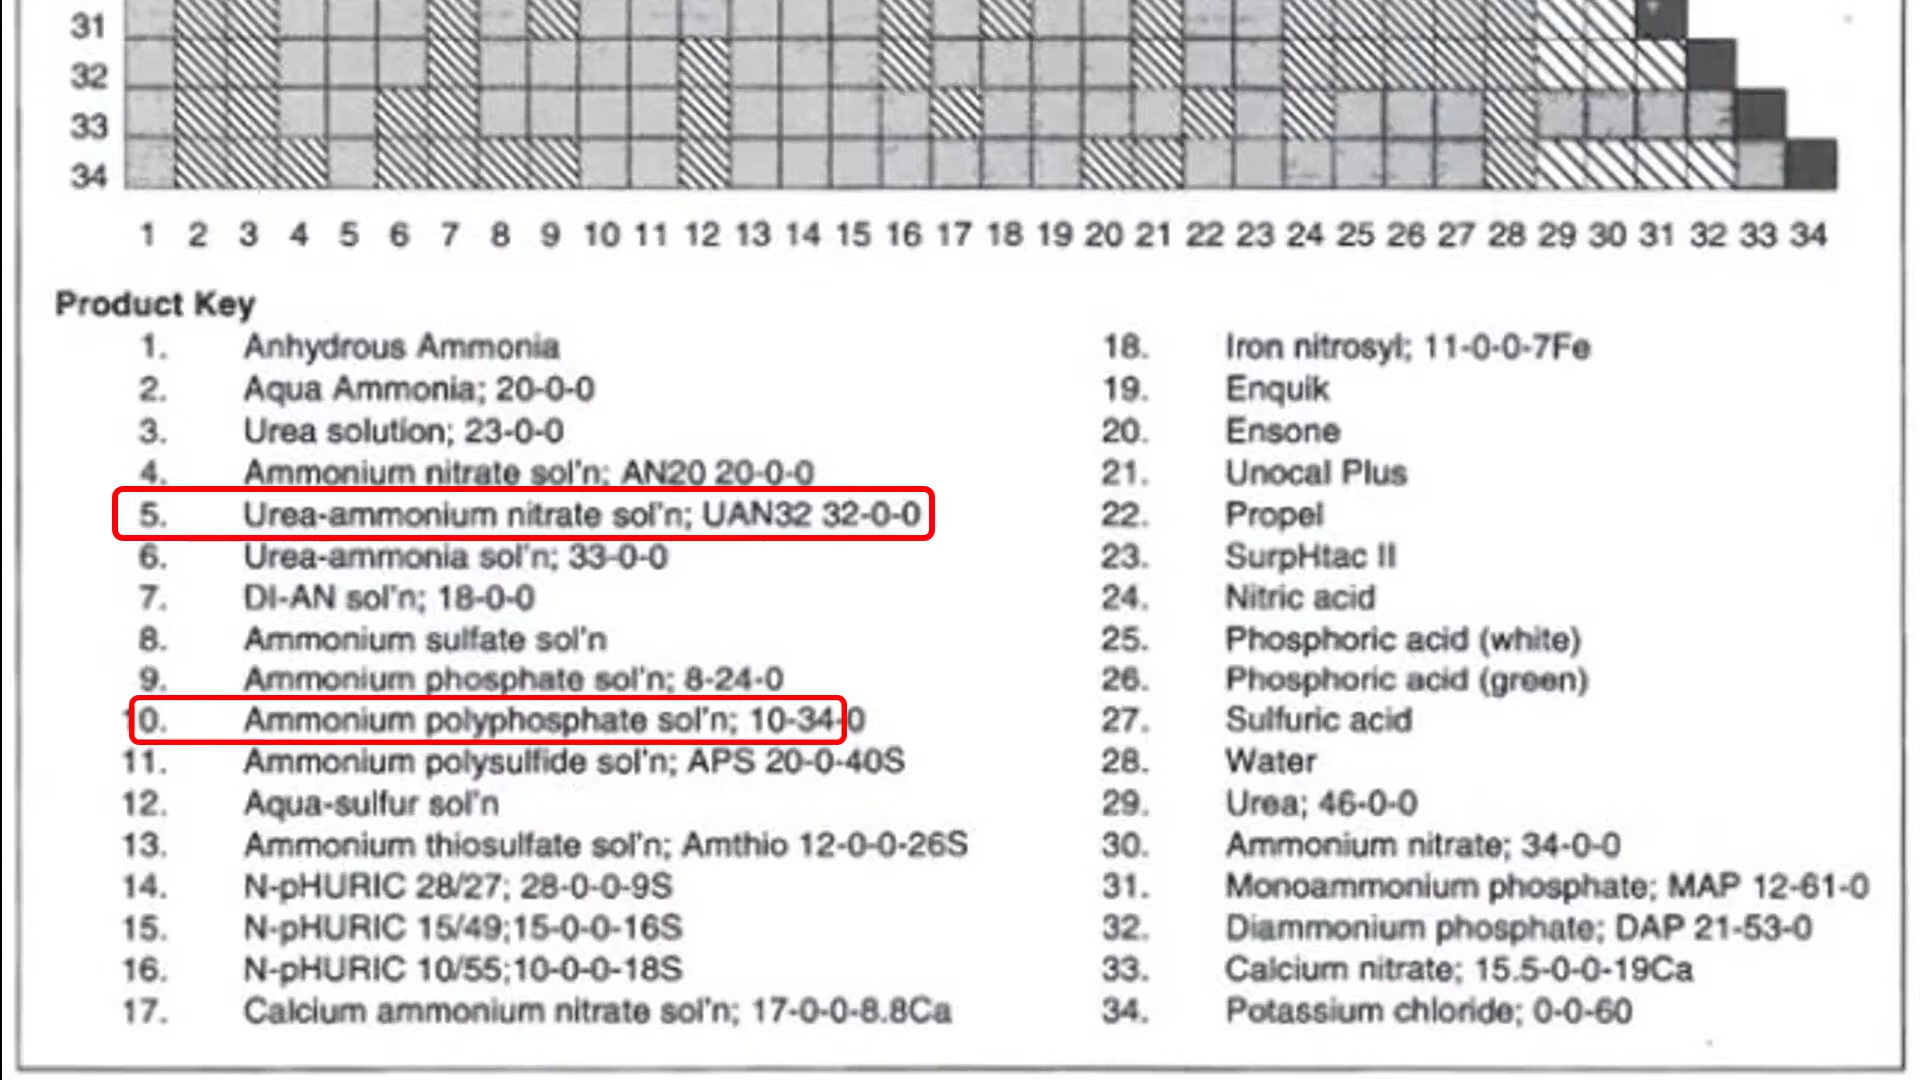 31
32
33
34
1 2 3 4 5 6 7 8 9 10 11 12 13 14 15 16 17 18 19 20 21 22 23 24 25 26 27 28 29 30 31 32 33 34
Product Key
1. Anhydrous Ammonia
2. Aqua Ammonia; 20-0-0
3. Urea solution; 23-0-0
4. Ammonium nitrate sol'n; AN20 20-0-0
5. Urea-ammonium nitrate sol'n; UAN32 32-0-0
6. Urea-ammonia sol'n; 33-0-0
7. DI-AN sol'n; 18-0-0
8. Ammonium sulfate sol'n
9. Ammonium phosphate sol'n; 8-24-0
10. Ammonium polyphosphate sol'n; 10-34-0
11. Ammonium polysulfide sol'n; APS 20-0-40S
12. Aqua-sulfur sol'n
13. Ammonium thiosulfate sol'n; Amthio 12-0-0-26S
14. N-pHURIC 28/27; 28-0-0-9S
15. N-pHURIC 15/49;15-0-0-16S
16. N-pHURIC 10/55;10-0-0-18S
17. Calcium ammonium nitrate sol'n; 17-0-0-8.8Ca
18. Iron nitrosyl; 11-0-0-7Fe
19. Enquik
20. Ensone
21. Unocal Plus
22. Propel
23. SurpHtac II
24. Nitric acid
25. Phosphoric acid (white)
26. Phosphoric acid (green)
27. Sulfuric acid
28. Water
29. Urea; 46-0-0
30. Ammonium nitrate; 34-0-0
31. Monoammonium phosphate; MAP 12-61-0
32. Diammonium phosphate; DAP 21-53-0
33. Calcium nitrate; 15.5-0-0-19Ca
34. Potassium chloride; 0-0-60